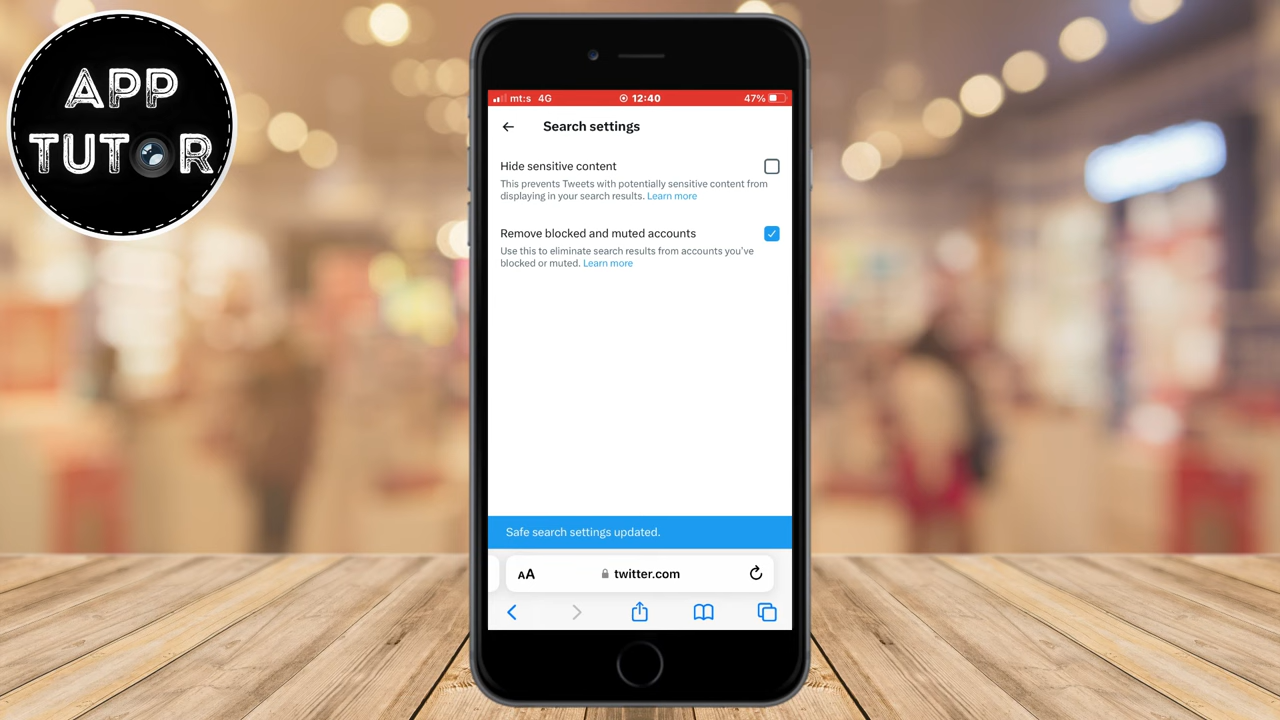 APP
TUTOR
mt:s 4G 12:40 47%
Search settings
Hide sensitive content
This prevents Tweets with potentially sensitive content from
displaying in your search results. Learn more
Remove blocked and muted accounts
Use this to eliminate search results from accounts you've
blocked or muted. Learn more
Safe search settings updated.
AA twitter.com